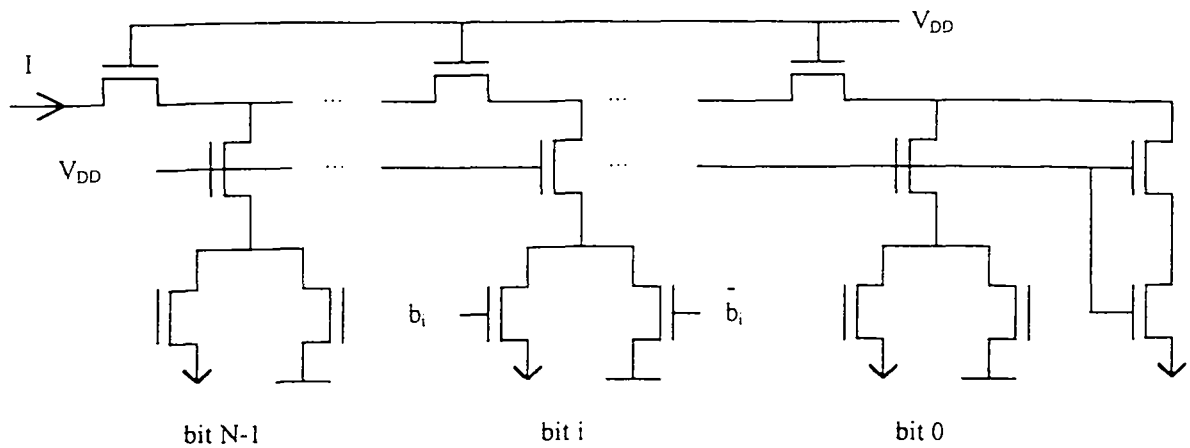 V_DD
I
... ...
V_DD ... ...
b_i b̄_i
bit N-1 bit i bit 0